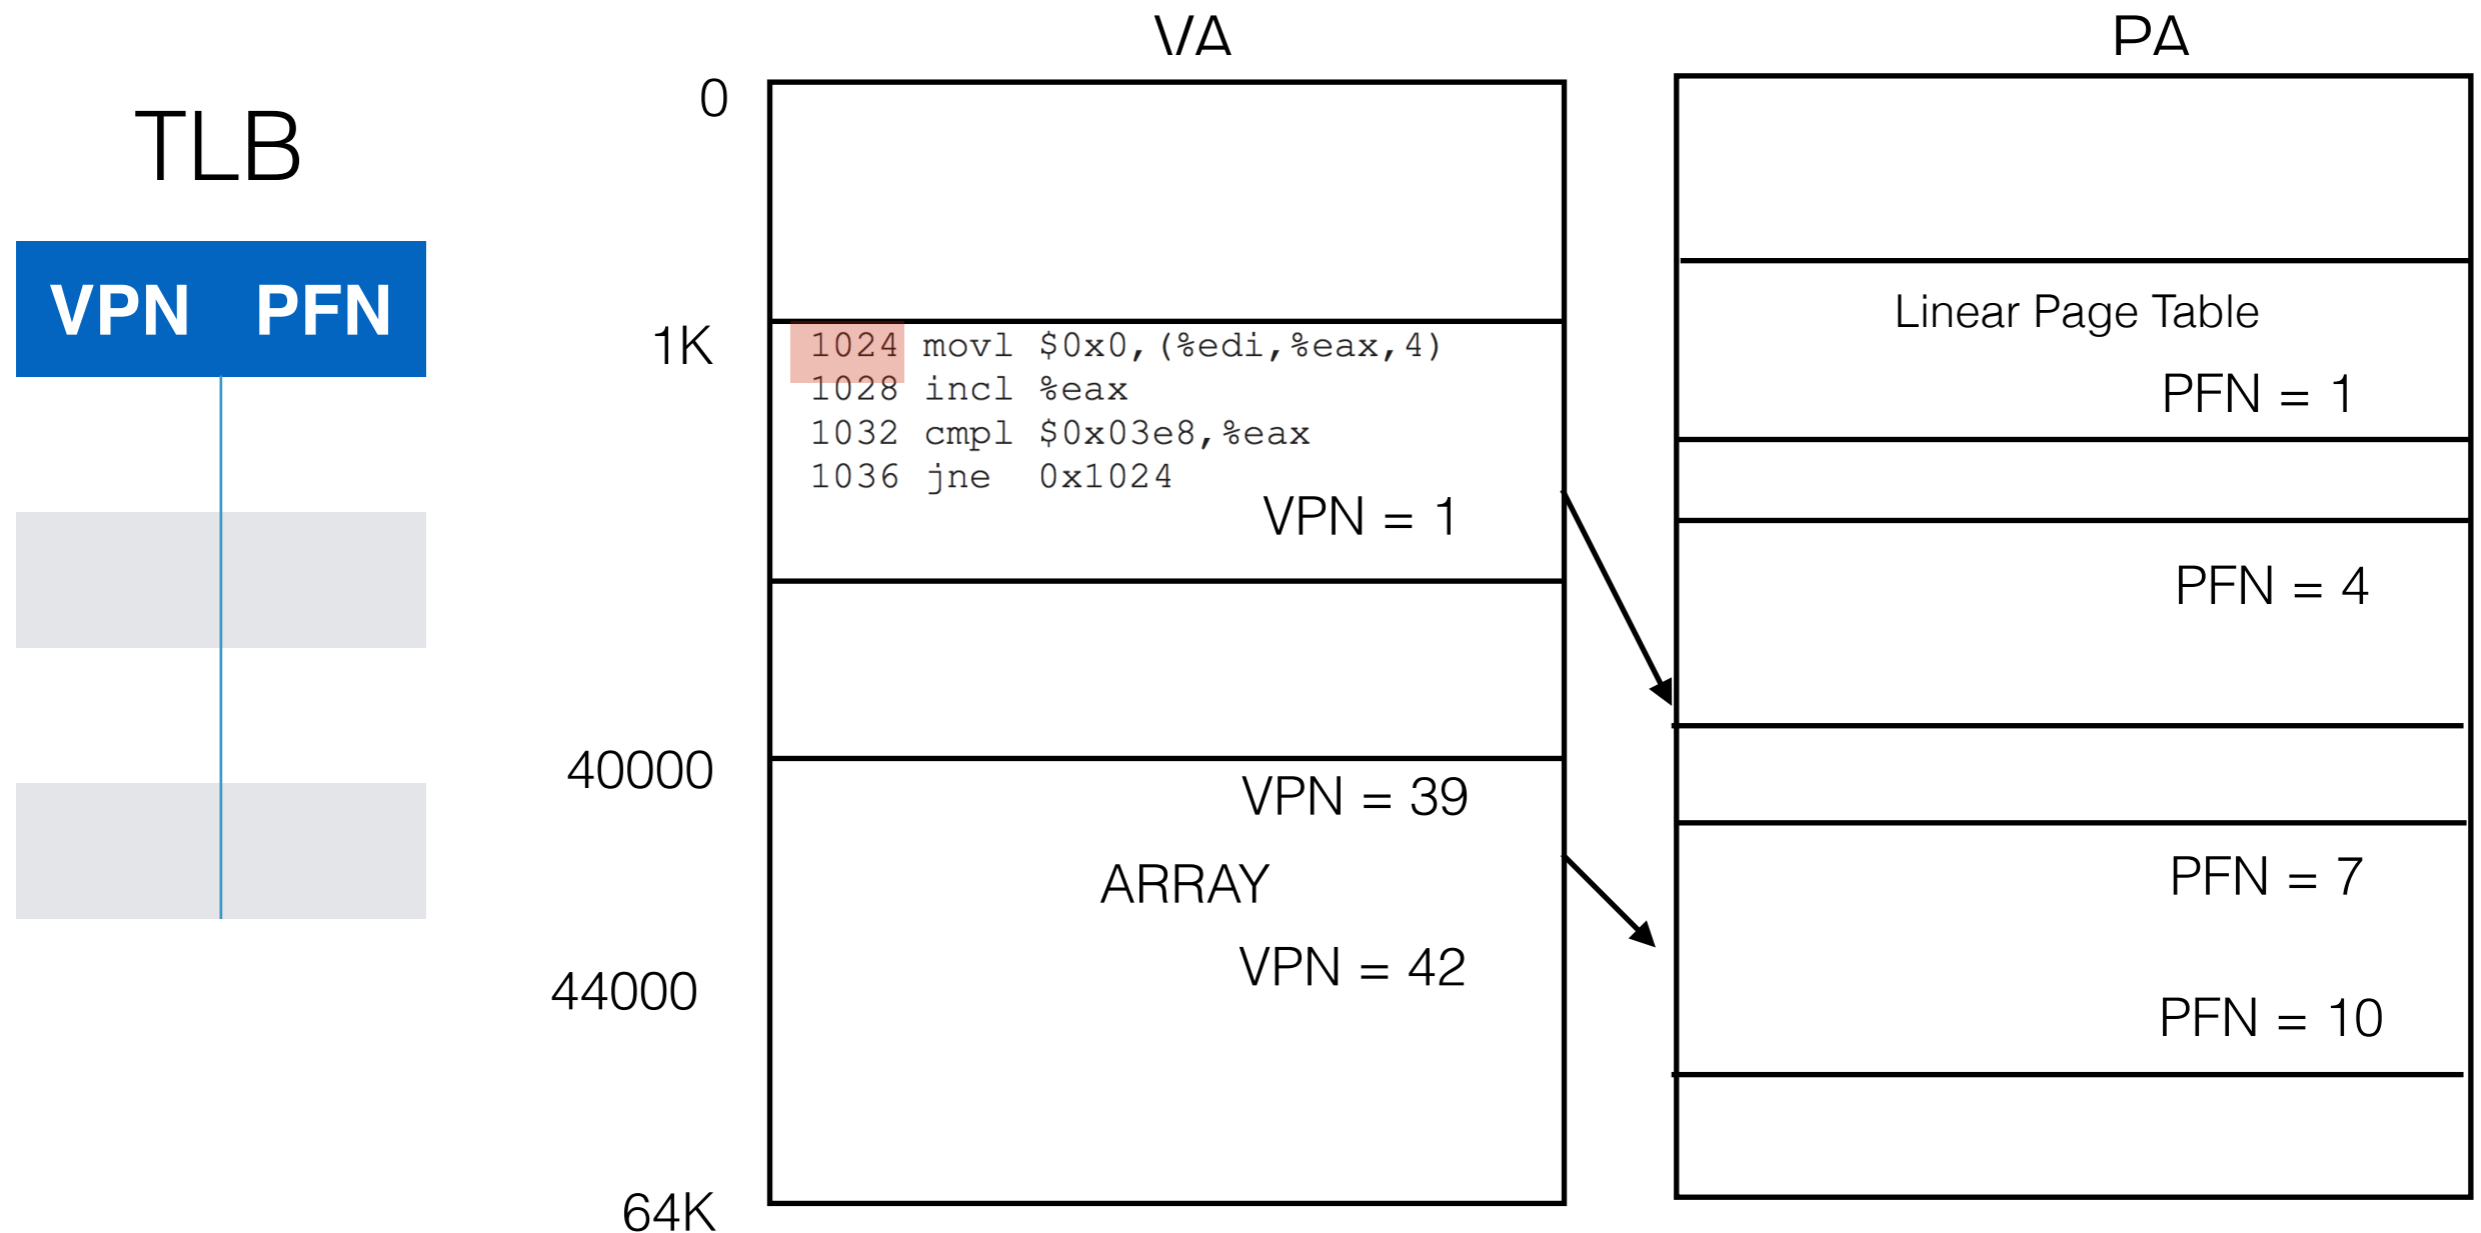 VA
PA
0
TLB
VPN PFN
1K
1024 movl $0x0,(%edi,%eax,4)
1028 incl %eax
1032 cmpl $0x03e8,%eax
1036 jne 0x1024
VPN = 1
Linear Page Table
PFN = 1
PFN = 4
40000
VPN = 39
ARRAY
VPN = 42
44000
64K
PFN = 7
PFN = 10